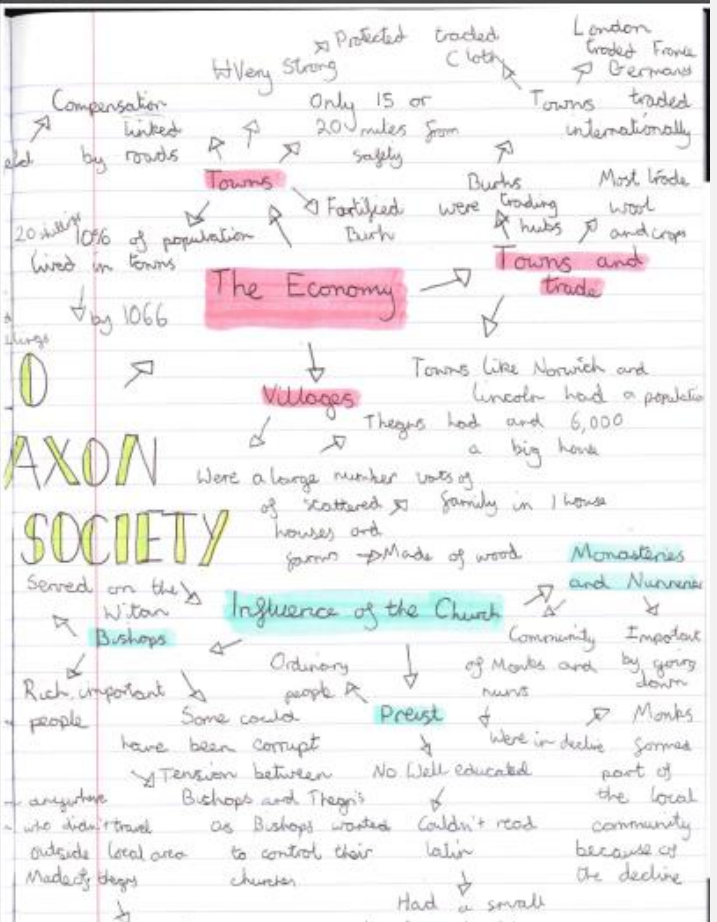 Protected traded
Cloth
London
traded France
Germany
Very Strong
Compensation
linked
by roads
Only 15 or
20 miles from
safety
Towns traded
internationally
Towns
Fortified
Burh
Burhs
were trading
hubs
Most trade
wool
and crops
10% of population
lived in towns
by 1066
The Economy
Towns and
trade
Villages
Towns like Norwich and
Lincoln had a populatio
6,000
Thegns had and
a big house
O
AXON
SOCIETY
Were a large number
of scattered
houses and
farms
lots of
family in 1 house
Made of wood
Influence of the Church
Monasteries
and Nunneries
Served on the
Witan
Bishops
Rich, important
people
Some could
have been corrupt
Tension between
Bishops and Thegn's
as Bishops wanted
to control their
churches
Ordinary
people
Preist
No Well educated
Couldn't read
latin
Had a small
Community
of Monks and
nuns
Were in decline
Important
by going
down
Monks
formed
part of
the local
community
because of
the decline
anywhere
who didn't travel
outside local area